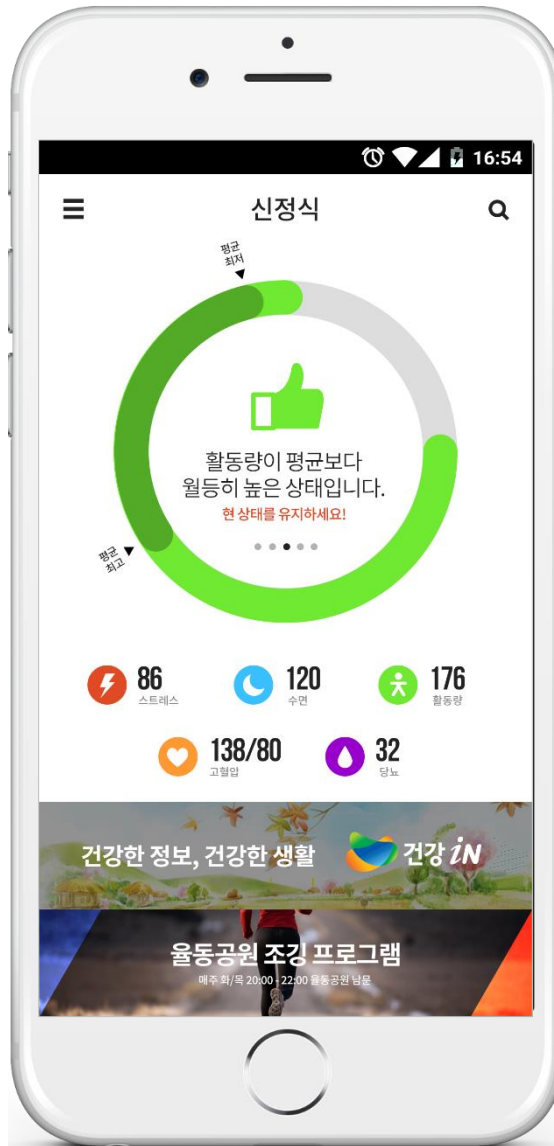 16:54
신정식
평균
최저
활동량이 평균보다
월등히 높은 상태입니다.
현 상태를 유지하세요!
평균
최고
86
스트레스
120
수면
176
활동량
138/80
고혈압
32
당뇨
건강한 정보, 건강한 생활
건강 iN
율동공원 조깅 프로그램
매주 화/목 20:00 - 22:00 율동공원 남문